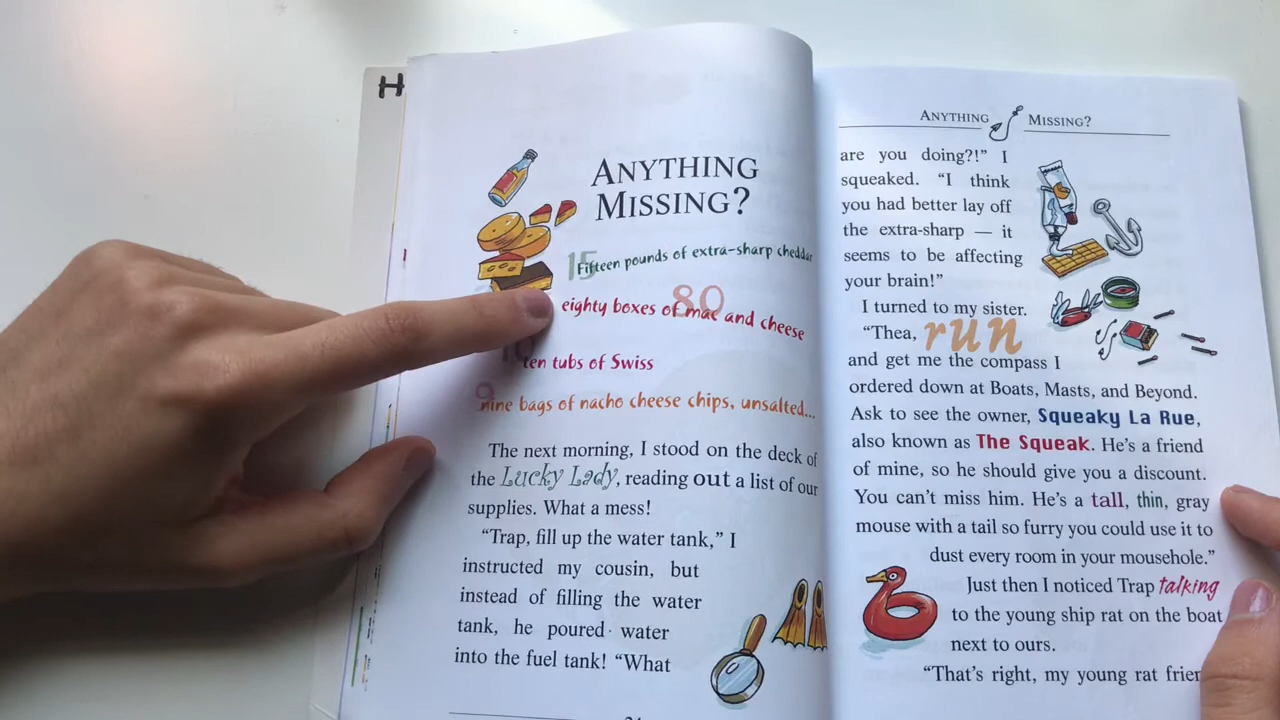 H
ANYTHING
MISSING?
15
Fifteen pounds of extra-sharp cheddar
80
eighty boxes of mac and cheese
10
ten tubs of Swiss
9
nine bags of nacho cheese chips, unsalted...
The next morning, I stood on the deck of
the Lucky Lady, reading out a list of our
supplies. What a mess!
“Trap, fill up the water tank,” I
instructed my cousin, but
instead of filling the water
tank, he poured water
into the fuel tank! “What
ANYTHING MISSING?
are you doing?!” I
squeaked. “I think
you had better lay off
the extra-sharp — it
seems to be affecting
your brain!”
I turned to my sister.
“Thea, run
and get me the compass I
ordered down at Boats, Masts, and Beyond.
Ask to see the owner, Squeaky La Rue,
also known as The Squeak. He’s a friend
of mine, so he should give you a discount.
You can’t miss him. He’s a tall, thin, gray
mouse with a tail so furry you could use it to
dust every room in your mousehole.”
Just then I noticed Trap talking
to the young ship rat on the boat
next to ours.
“That’s right, my young rat frien